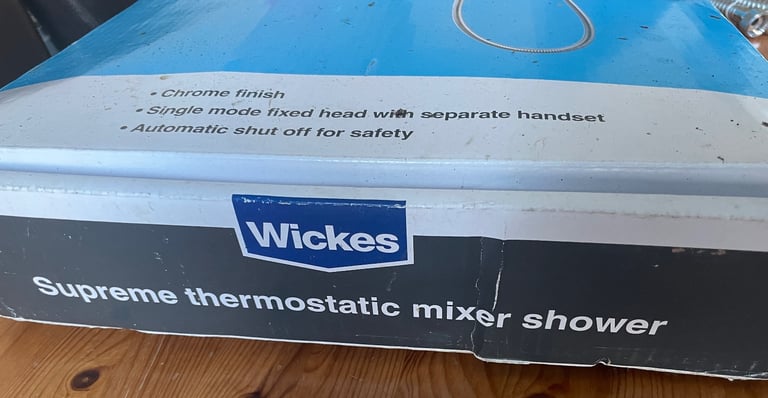 • Chrome finish
• Single mode fixed head with separate handset
• Automatic shut off for safety
Wickes
Supreme thermostatic mixer shower